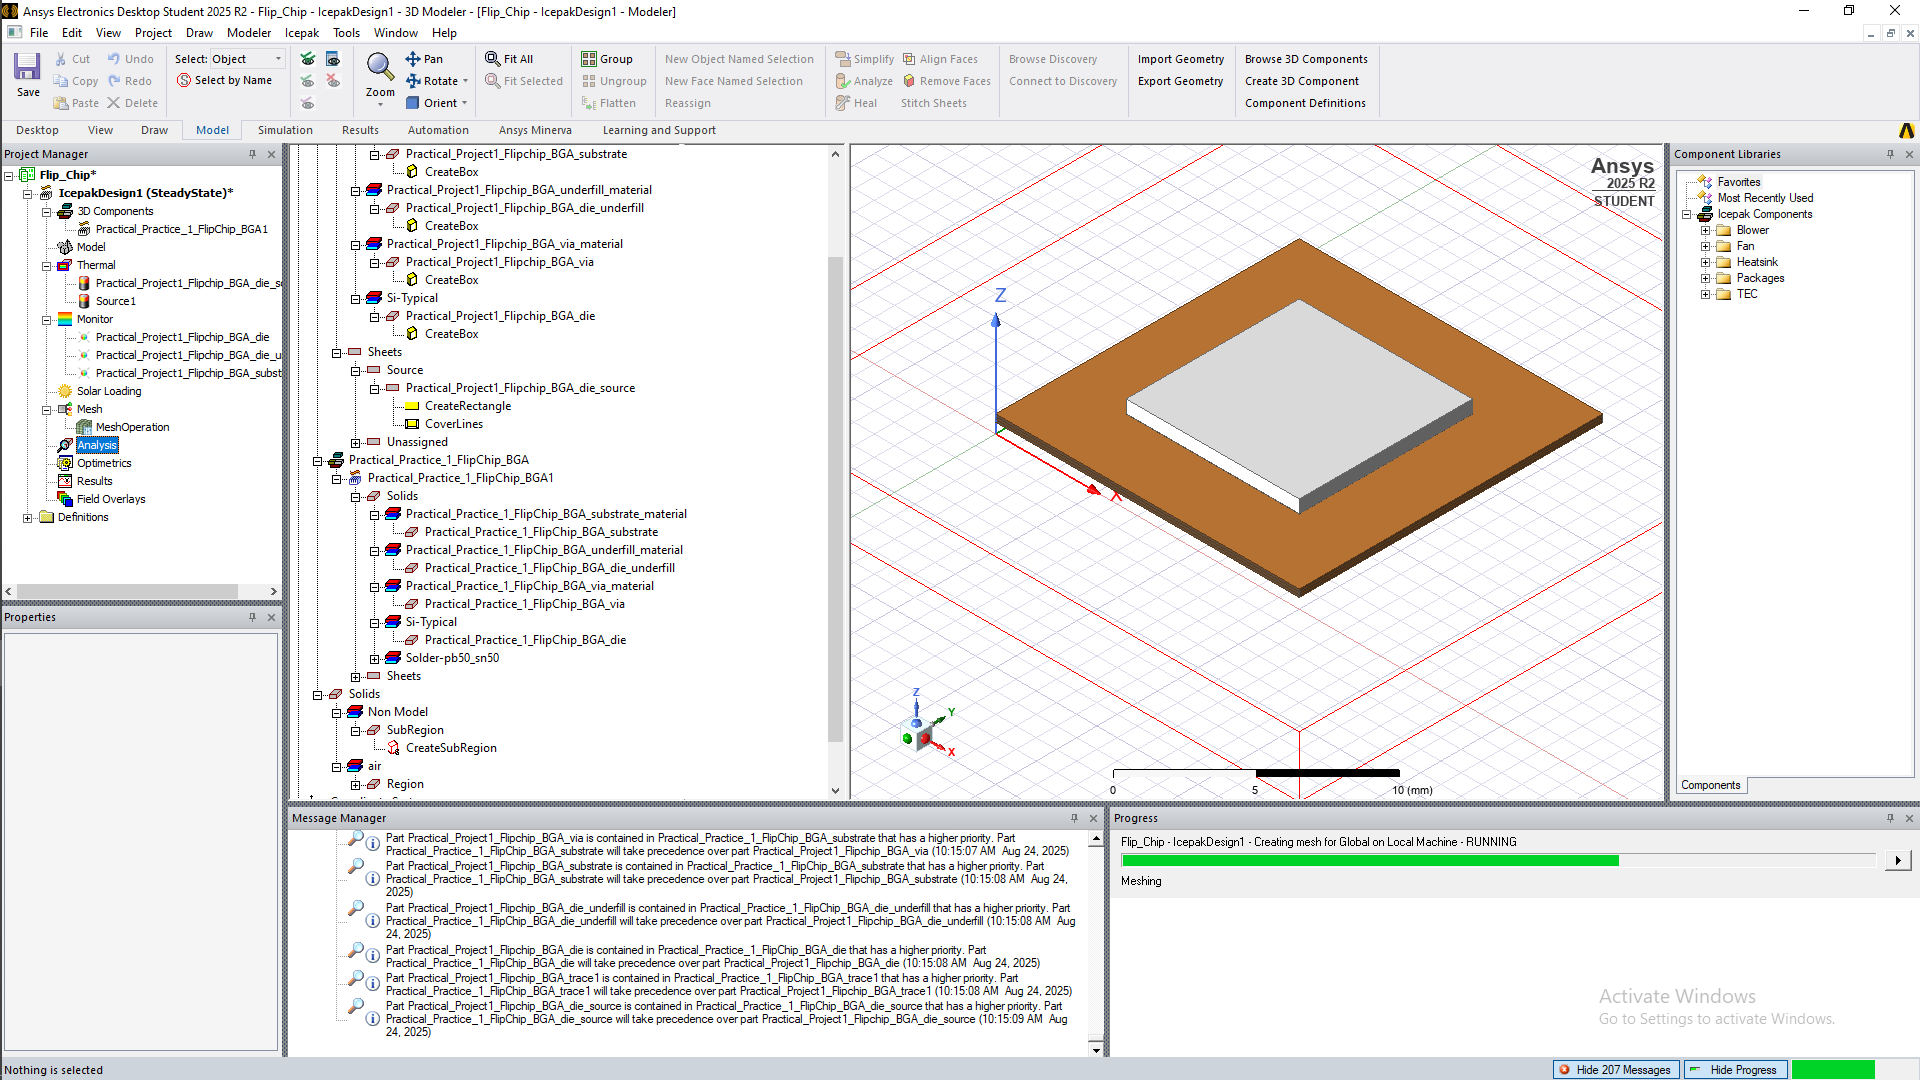 Ansys Electronics Desktop Student 2025 R2 - Flip_Chip - IcepakDesign1 - 3D Modeler - [Flip_Chip - IcepakDesign1 - Modeler]
File Edit View Project Draw Modeler Icepak Tools Window Help
Save
Cut Undo
Copy Redo
Paste Delete
Select: Object
Select by Name
Zoom
Pan
Rotate
Orient
Fit All
Fit Selected
Group
Ungroup
Flatten
New Object Named Selection
New Face Named Selection
Reassign
Simplify Align Faces
Analyze Remove Faces
Heal Stitch Sheets
Browse Discovery
Connect to Discovery
Import Geometry
Export Geometry
Browse 3D Components
Create 3D Component
Component Definitions
Desktop View Draw Model Simulation Results Automation Ansys Minerva Learning and Support
Project Manager
Flip_Chip*
IcepakDesign1 (SteadyState)*
3D Components
Practical_Practice_1_FlipChip_BGA1
Model
Thermal
Practical_Project1_Flipchip_BGA_die_s
Source1
Monitor
Practical_Project1_Flipchip_BGA_die
Practical_Project1_Flipchip_BGA_die_u
Practical_Project1_Flipchip_BGA_subst
Solar Loading
Mesh
MeshOperation
Analysis
Optimetrics
Results
Field Overlays
Definitions
Properties
Practical_Project1_Flipchip_BGA_substrate
CreateBox
Practical_Project1_Flipchip_BGA_underfill_material
Practical_Project1_Flipchip_BGA_die_underfill
CreateBox
Practical_Project1_Flipchip_BGA_via_material
Practical_Project1_Flipchip_BGA_via
CreateBox
Si-Typical
Practical_Project1_Flipchip_BGA_die
CreateBox
Sheets
Source
Practical_Project1_Flipchip_BGA_die_source
CreateRectangle
CoverLines
Unassigned
Practical_Practice_1_FlipChip_BGA
Practical_Practice_1_FlipChip_BGA1
Solids
Practical_Practice_1_FlipChip_BGA_substrate_material
Practical_Practice_1_FlipChip_BGA_substrate
Practical_Practice_1_FlipChip_BGA_underfill_material
Practical_Practice_1_FlipChip_BGA_die_underfill
Practical_Practice_1_FlipChip_BGA_via_material
Practical_Practice_1_FlipChip_BGA_via
Si-Typical
Practical_Practice_1_FlipChip_BGA_die
Solder-pb50_sn50
Sheets
Solids
Non Model
SubRegion
CreateSubRegion
air
Region
Ansys
2025 R2
STUDENT
Z
X
Z
Y
X
0 5 10 (mm)
Component Libraries
Favorites
Most Recently Used
Icepak Components
Blower
Fan
Heatsink
Packages
TEC
Components
Message Manager
Part Practical_Project1_Flipchip_BGA_via is contained in Practical_Practice_1_FlipChip_BGA_substrate that has a higher priority. Part
Practical_Practice_1_FlipChip_BGA_substrate will take precedence over part Practical_Project1_Flipchip_BGA_via (10:15:07 AM Aug 24, 2025)
Part Practical_Project1_Flipchip_BGA_substrate is contained in Practical_Practice_1_FlipChip_BGA_substrate that has a higher priority. Part
Practical_Practice_1_FlipChip_BGA_substrate will take precedence over part Practical_Project1_Flipchip_BGA_substrate (10:15:08 AM Aug 24,
2025)
Part Practical_Project1_Flipchip_BGA_die_underfill is contained in Practical_Practice_1_FlipChip_BGA_die_underfill that has a higher priority. Part
Practical_Practice_1_FlipChip_BGA_die_underfill will take precedence over part Practical_Project1_Flipchip_BGA_die_underfill (10:15:08 AM Aug
24, 2025)
Part Practical_Project1_Flipchip_BGA_die is contained in Practical_Practice_1_FlipChip_BGA_die that has a higher priority. Part
Practical_Practice_1_FlipChip_BGA_die will take precedence over part Practical_Project1_Flipchip_BGA_die (10:15:08 AM Aug 24, 2025)
Part Practical_Project1_Flipchip_BGA_trace1 is contained in Practical_Practice_1_FlipChip_BGA_trace1 that has a higher priority. Part
Practical_Practice_1_FlipChip_BGA_trace1 will take precedence over part Practical_Project1_Flipchip_BGA_trace1 (10:15:08 AM Aug 24, 2025)
Part Practical_Project1_Flipchip_BGA_die_source is contained in Practical_Practice_1_FlipChip_BGA_die_source that has a higher priority. Part
Practical_Practice_1_FlipChip_BGA_die_source will take precedence over part Practical_Project1_Flipchip_BGA_die_source (10:15:09 AM Aug
24, 2025)
Progress
Flip_Chip - IcepakDesign1 - Creating mesh for Global on Local Machine - RUNNING
Meshing
Activate Windows
Go to Settings to activate Windows.
Nothing is selected
Hide 207 Messages
Hide Progress